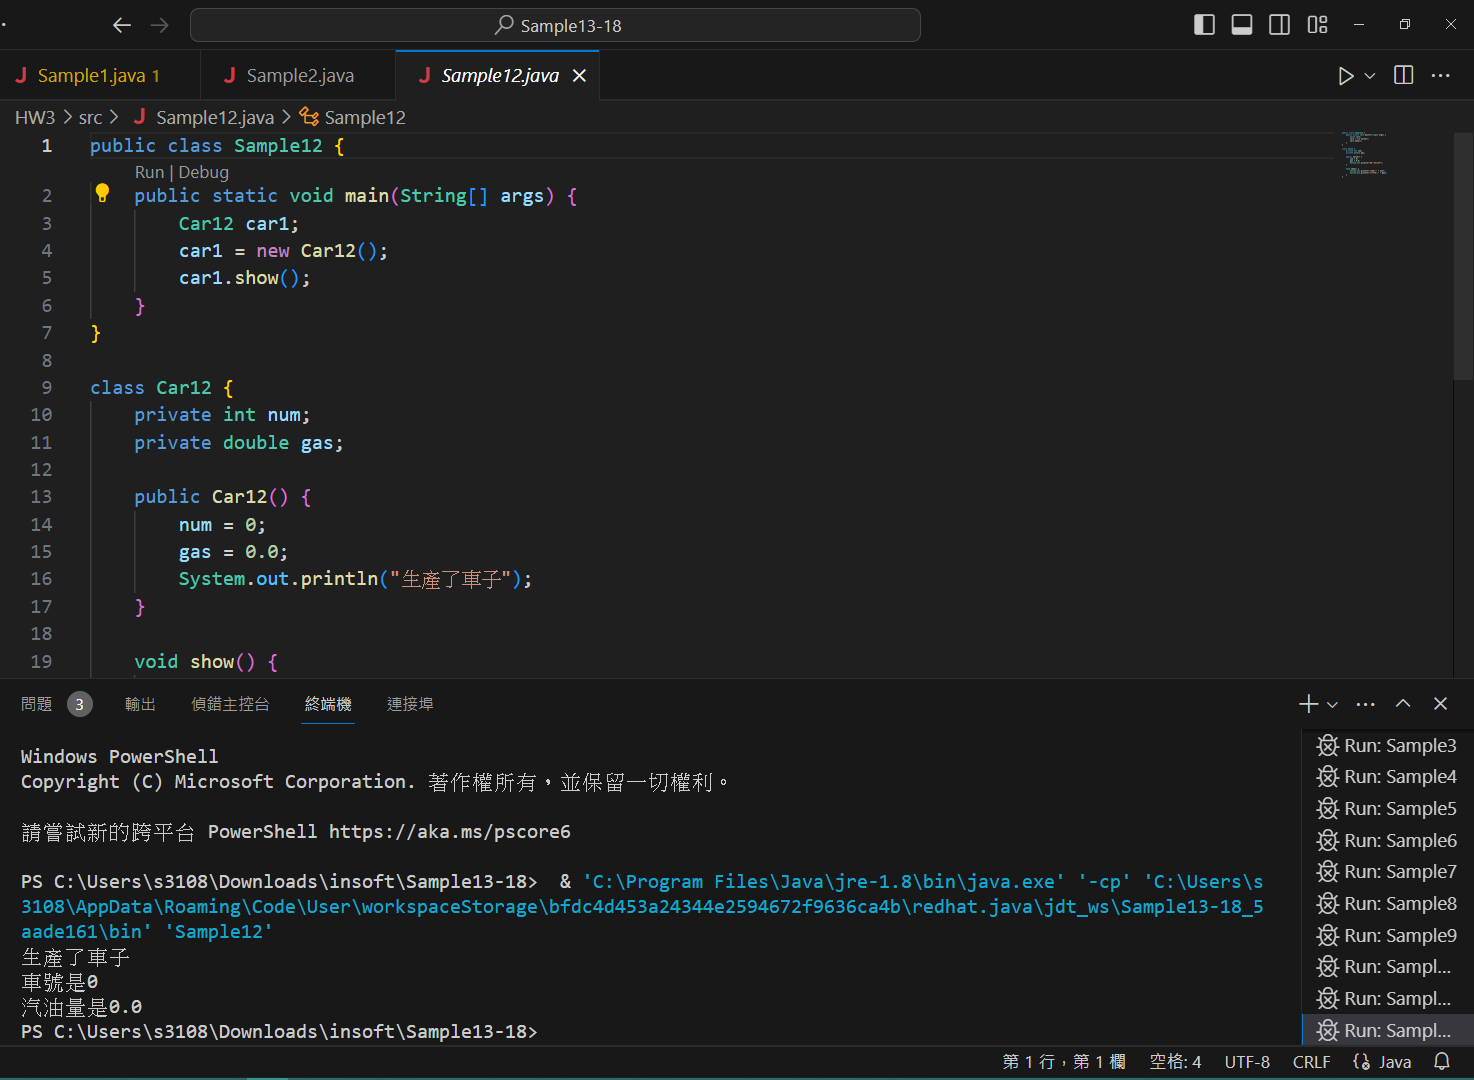 Sample13-18
Sample1.java 1
Sample2.java
Sample12.java
HW3 > src > Sample12.java > Sample12
1 public class Sample12 {
Run | Debug
2 public static void main(String[] args) {
3 Car12 car1;
4 car1 = new Car12();
5 car1.show();
6 }
7 }
8
9 class Car12 {
10 private int num;
11 private double gas;
12
13 public Car12() {
14 num = 0;
15 gas = 0.0;
16 System.out.println("生產了車子");
17 }
18
19 void show() {
問題 3 輸出 偵錯主控台 終端機 連接埠
Windows PowerShell
Copyright (C) Microsoft Corporation. 著作權所有，並保留一切權利。
請嘗試新的跨平台 PowerShell https://aka.ms/pscore6
PS C:\Users\s3108\Downloads\insoft\Sample13-18>  & 'C:\Program Files\Java\jre-1.8\bin\java.exe' '-cp' 'C:\Users\s
3108\AppData\Roaming\Code\User\workspaceStorage\bfdc4d453a24344e2594672f9636ca4b\redhat.java\jdt_ws\Sample13-18_5
aade161\bin' 'Sample12'
生產了車子
車號是0
汽油量是0.0
PS C:\Users\s3108\Downloads\insoft\Sample13-18>
Run: Sample3
Run: Sample4
Run: Sample5
Run: Sample6
Run: Sample7
Run: Sample8
Run: Sample9
Run: Sampl...
Run: Sampl...
Run: Sampl...
第 1 行，第 1 欄 空格: 4 UTF-8 CRLF Java